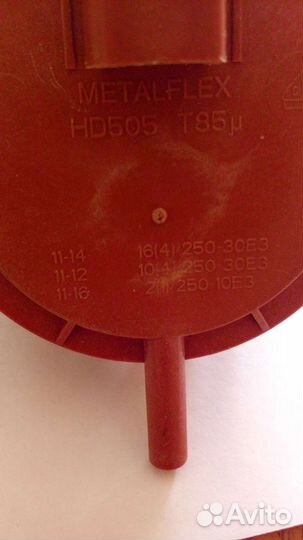 METALFLEX
HD505 T85µ
11-14 16(4) 250-30E3
11-12 10(4) 250-30E3
11-16 2(1) 250-10E3
Avito